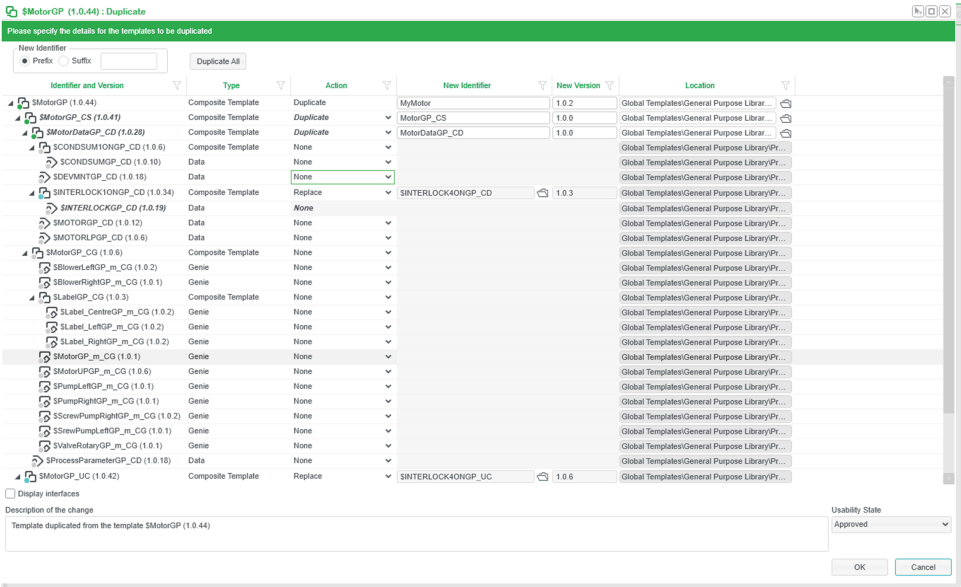 $MotorGP (1.0.44) : Duplicate
Please specify the details for the templates to be duplicated
New Identifier
Prefix Suffix Duplicate All
Identifier and Version Type Action New Identifier New Version Location
$MotorGP (1.0.44) Composite Template Duplicate MyMotor 1.0.2 Global Templates\General Purpose Librar...
$MotorGP_CS (1.0.41) Composite Template Duplicate MotorGP_CS 1.0.0 Global Templates\General Purpose Librar...
$MotorDataGP_CD (1.0.28) Composite Template Duplicate MotorDataGP_CD 1.0.0 Global Templates\General Purpose Librar...
$CONDSUM1ONGP_CD (1.0.6) Composite Template None Global Templates\General Purpose Library\Pr...
$CONDSUMGP_CD (1.0.10) Data None Global Templates\General Purpose Library\Pr...
$DEVMNTGP_CD (1.0.18) Data None Global Templates\General Purpose Library\Pr...
$INTERLOCK1ONGP_CD (1.0.34) Composite Template Replace $INTERLOCK4ONGP_CD 1.0.3 Global Templates\General Purpose Library\Pr...
$INTERLOCKGP_CD (1.0.19) Data None Global Templates\General Purpose Library\Pr...
$MOTORGP_CD (1.0.12) Data None Global Templates\General Purpose Library\Pr...
$MOTORLPGP_CD (1.0.6) Data None Global Templates\General Purpose Library\Pr...
$MotorGP_CG (1.0.6) Composite Template None Global Templates\General Purpose Library\Pr...
$BlowerLeftGP_m_CG (1.0.2) Genie None Global Templates\General Purpose Library\Pr...
$BlowerRightGP_m_CG (1.0.1) Genie None Global Templates\General Purpose Library\Pr...
$LabelGP_CG (1.0.3) Composite Template None Global Templates\General Purpose Library\Pr...
$Label_CentreGP_m_CG (1.0.2) Genie None Global Templates\General Purpose Library\Pr...
$Label_LeftGP_m_CG (1.0.2) Genie None Global Templates\General Purpose Library\Pr...
$Label_RightGP_m_CG (1.0.2) Genie None Global Templates\General Purpose Library\Pr...
$MotorGP_m_CG (1.0.1) Genie None Global Templates\General Purpose Library\Pr...
$MotorUPGP_m_CG (1.0.6) Genie None Global Templates\General Purpose Library\Pr...
$PumpLeftGP_m_CG (1.0.1) Genie None Global Templates\General Purpose Library\Pr...
$PumpRightGP_m_CG (1.0.1) Genie None Global Templates\General Purpose Library\Pr...
$ScrewPumpRightGP_m_CG (1.0.2) Genie None Global Templates\General Purpose Library\Pr...
$SrewPumpLeftGP_m_CG (1.0.1) Genie None Global Templates\General Purpose Library\Pr...
$ValveRotaryGP_m_CG (1.0.1) Genie None Global Templates\General Purpose Library\Pr...
$ProcessParameterGP_CD (1.0.18) Data None Global Templates\General Purpose Library\Pr...
$MotorGP_UC (1.0.42) Composite Template Replace $INTERLOCK4ONGP_UC 1.0.6 Global Templates\General Purpose Library\Pr...
Display interfaces
Description of the change Usability State
Template duplicated from the template $MotorGP (1.0.44) Approved
OK Cancel